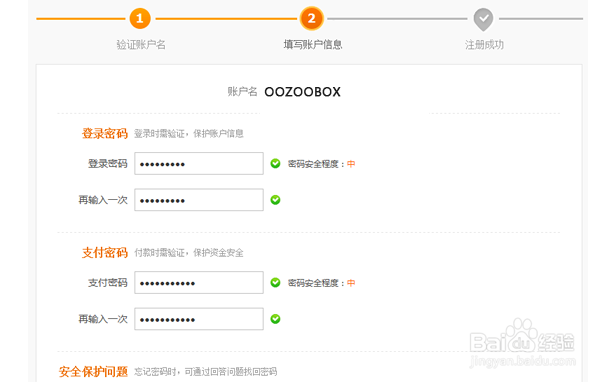 1 2
验证账户名 填写账户信息 注册成功
账户名 OOZOOBOX
登录密码 登录时需验证，保护账户信息
登录密码 ••••••••• 密码安全程度：中
再输入一次 •••••••••
支付密码 付款时需验证，保护资金安全
支付密码 ••••••••••• 密码安全程度：中
再输入一次 •••••••••••
安全保护问题 忘记密码时，可通过回答问题找回密码
Baidu经验
jingyan.baidu.com